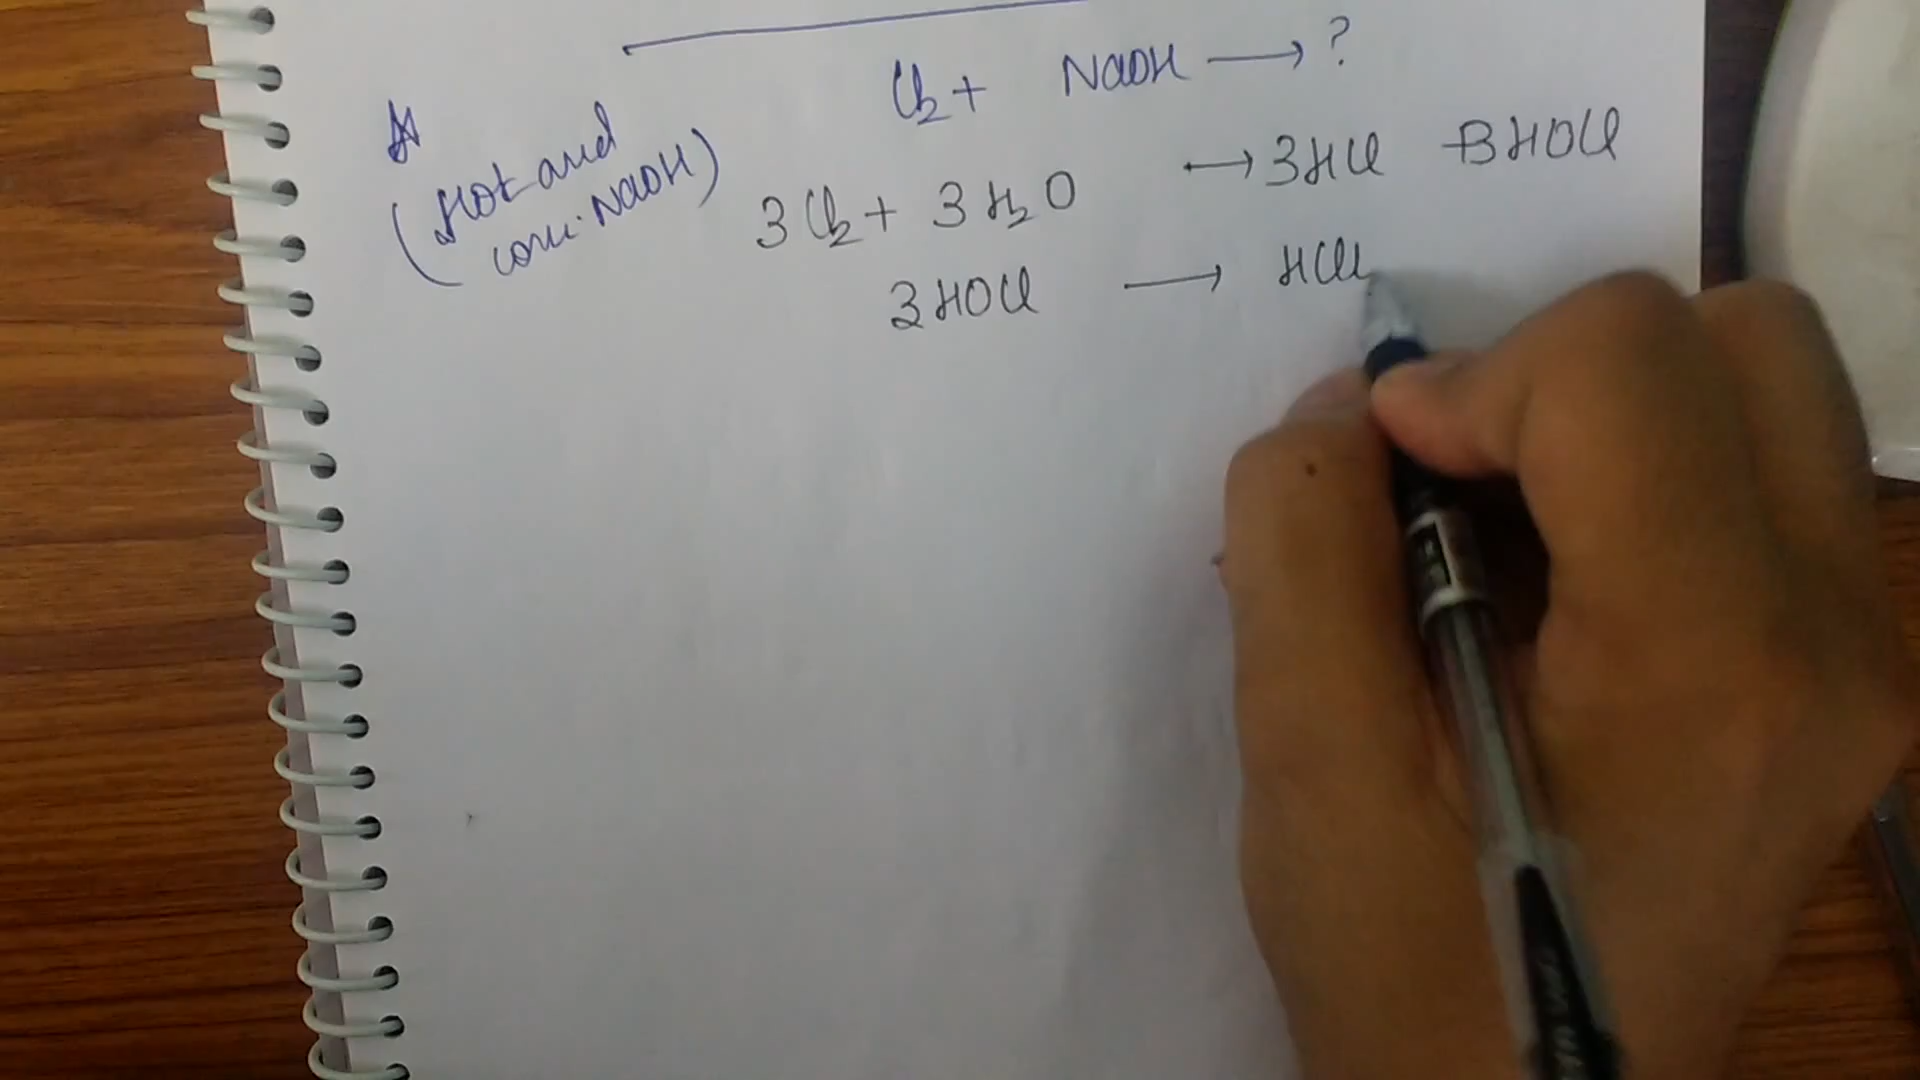 Cl2 + NaOH → ?
(Hot and
conc. NaOH)
3Cl2 + 3H2O → 3HCl + 3HOCl
3HOCl → HCl